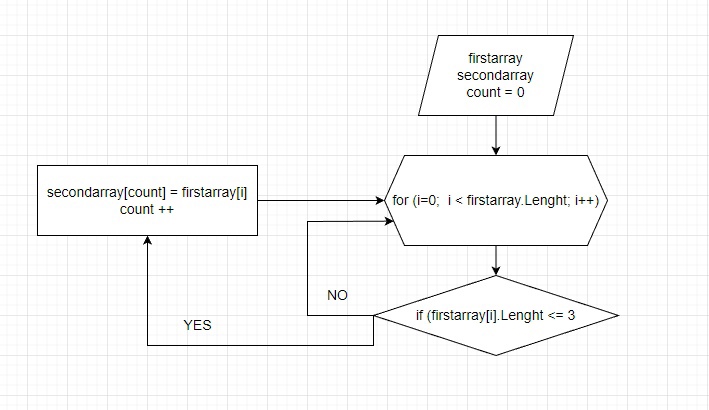 firstarray
secondarray
count = 0
for (i=0;  i < firstarray.Lenght; i++)
secondarray[count] = firstarray[i]
count ++
if (firstarray[i].Lenght <= 3
NO
YES